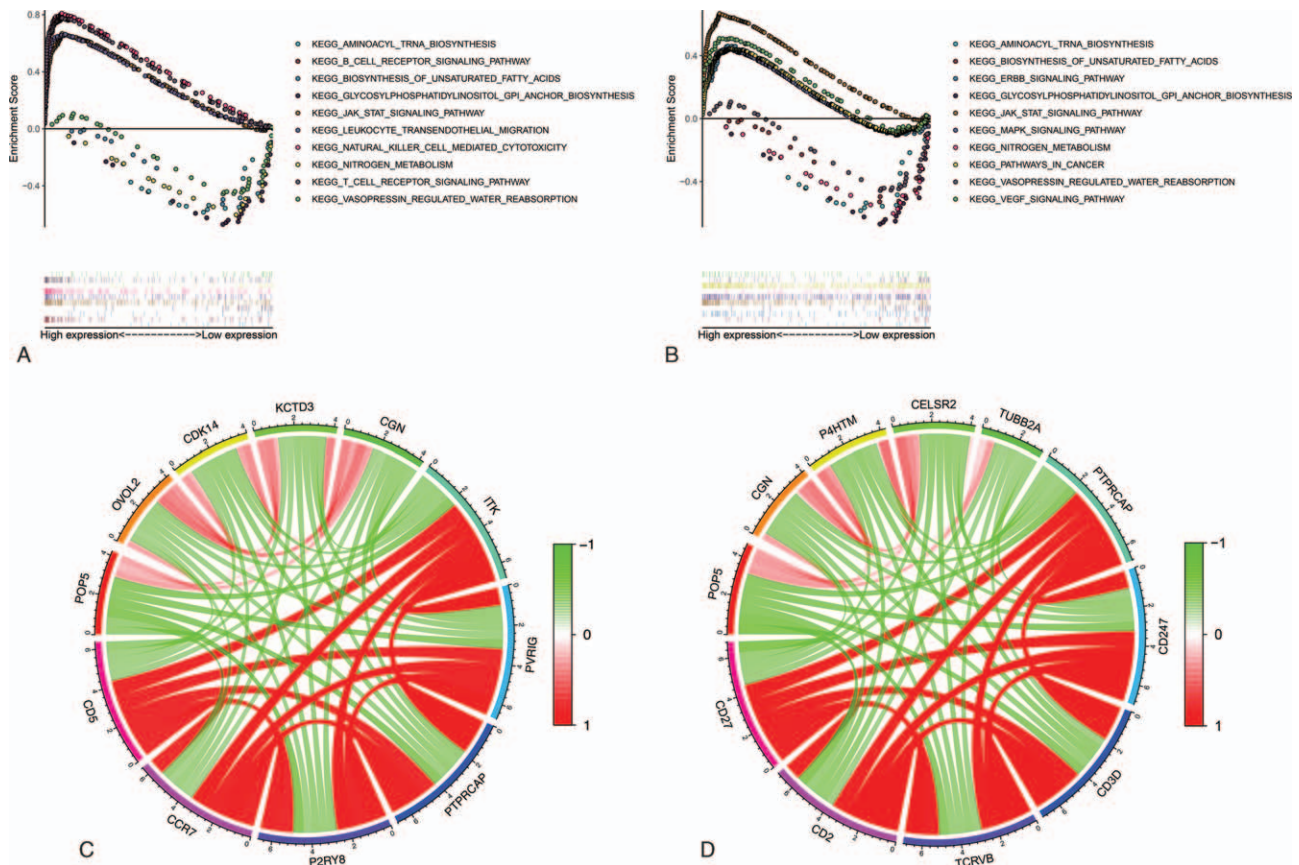 0.8
0.4
0.0
−0.4
Enrichment Score
KEGG_AMINOACYL_TRNA_BIOSYNTHESIS
KEGG_B_CELL_RECEPTOR_SIGNALING_PATHWAY
KEGG_BIOSYNTHESIS_OF_UNSATURATED_FATTY_ACIDS
KEGG_GLYCOSYLPHOSPHATIDYLINOSITOL_GPI_ANCHOR_BIOSYNTHESIS
KEGG_JAK_STAT_SIGNALING_PATHWAY
KEGG_LEUKOCYTE_TRANSENDOTHELIAL_MIGRATION
KEGG_NATURAL_KILLER_CELL_MEDIATED_CYTOTOXICITY
KEGG_NITROGEN_METABOLISM
KEGG_T_CELL_RECEPTOR_SIGNALING_PATHWAY
KEGG_VASOPRESSIN_REGULATED_WATER_REABSORPTION
High expression<----------->Low expression
A
0.4
0.0
−0.4
Enrichment Score
KEGG_AMINOACYL_TRNA_BIOSYNTHESIS
KEGG_BIOSYNTHESIS_OF_UNSATURATED_FATTY_ACIDS
KEGG_ERBB_SIGNALING_PATHWAY
KEGG_GLYCOSYLPHOSPHATIDYLINOSITOL_GPI_ANCHOR_BIOSYNTHESIS
KEGG_JAK_STAT_SIGNALING_PATHWAY
KEGG_MAPK_SIGNALING_PATHWAY
KEGG_NITROGEN_METABOLISM
KEGG_PATHWAYS_IN_CANCER
KEGG_VASOPRESSIN_REGULATED_WATER_REABSORPTION
KEGG_VEGF_SIGNALING_PATHWAY
High expression<----------->Low expression
B
KCTD3
CGN
ITK
PVRIG
PTPRCAP
P2RY8
CCR7
CD5
POP5
OVOL2
CDK14
−1
0
1
C
CELSR2
TUBB2A
PTPRCAP
CD247
CD3D
TCRVB
CD2
CD27
POP5
CGN
P4HTM
−1
0
1
D